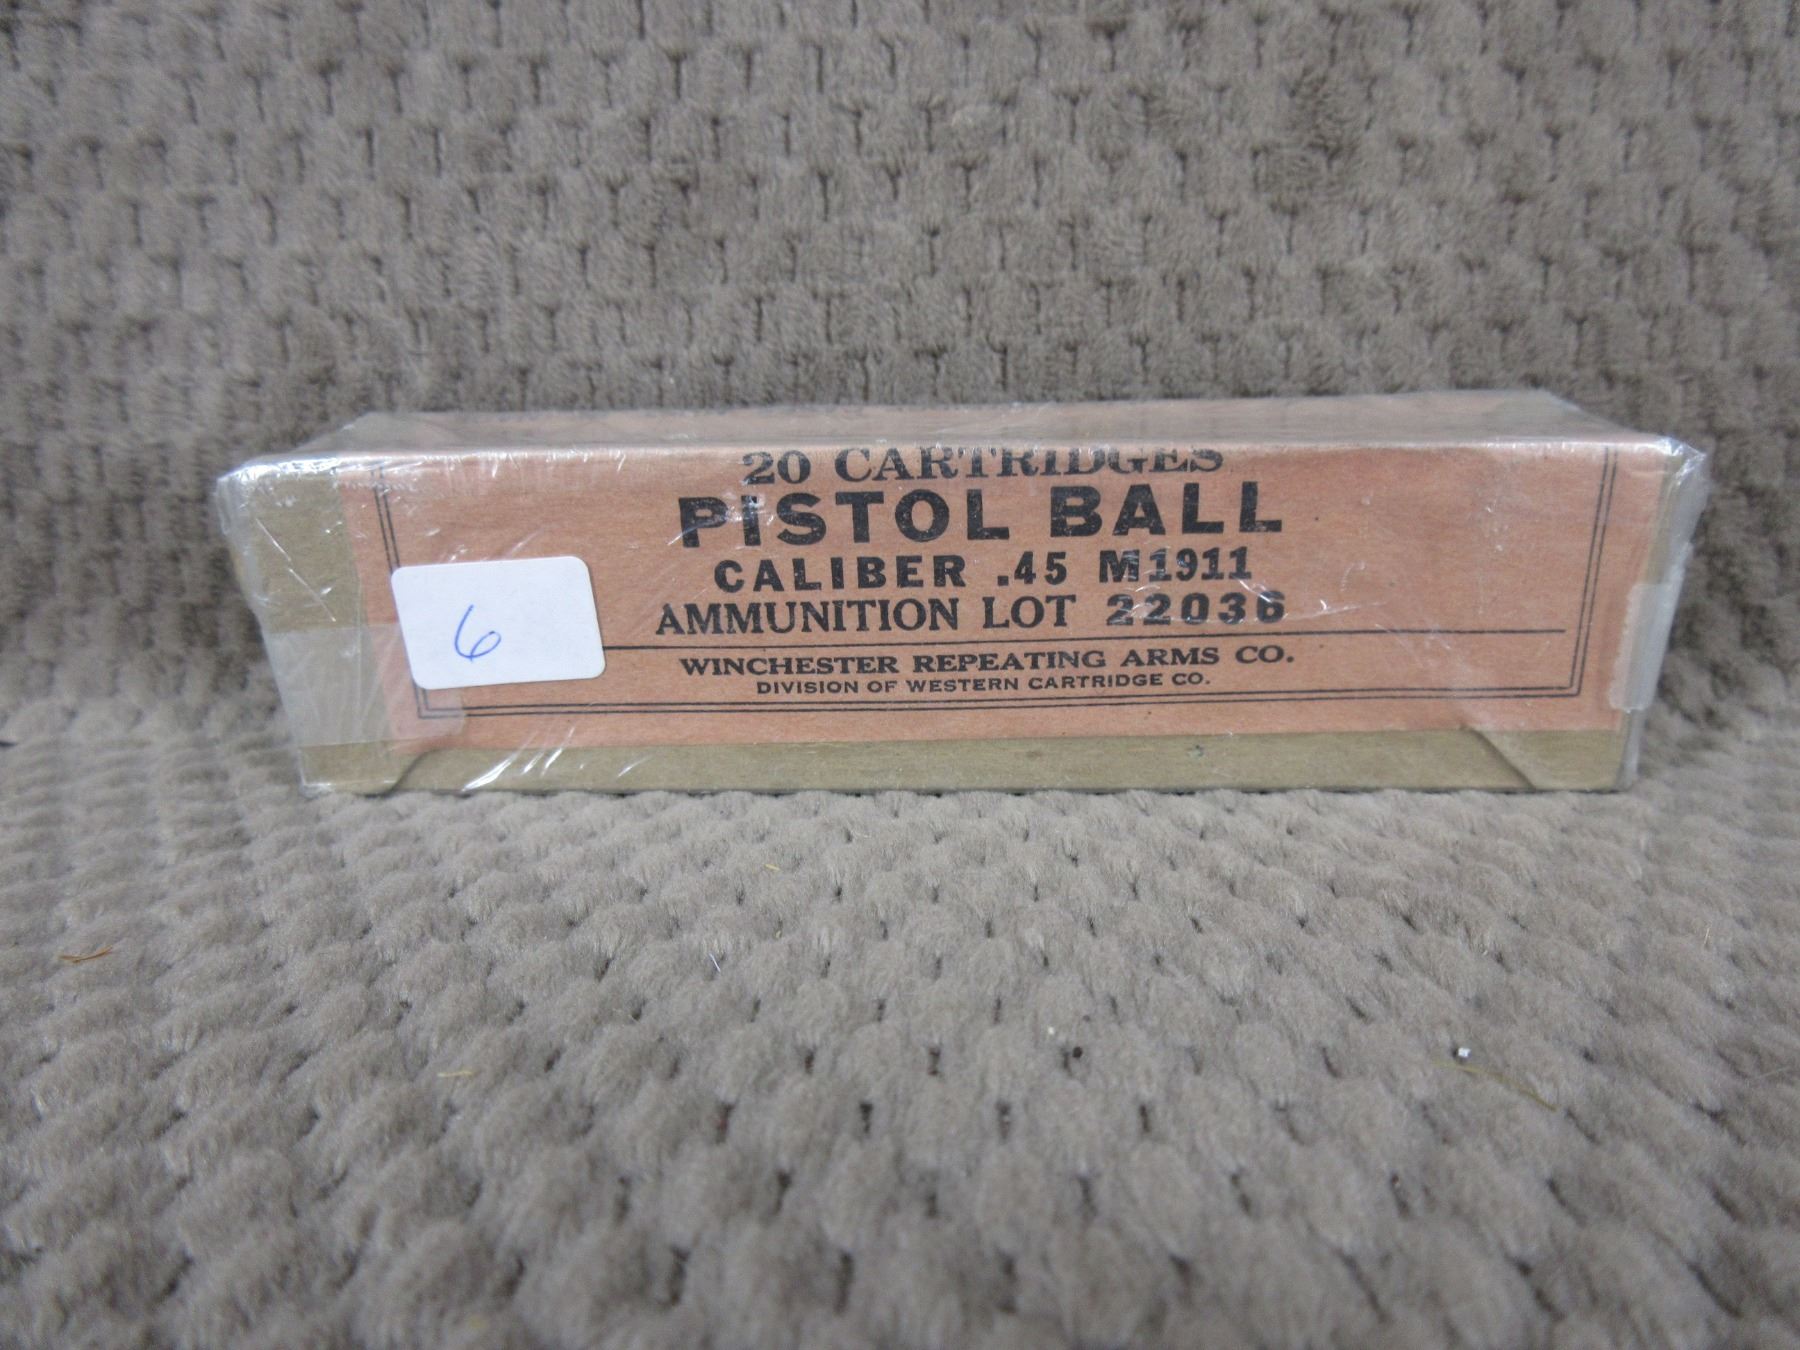 20 CARTRIDGES
PISTOL BALL
CALIBER .45 M1911
AMMUNITION LOT 22036
WINCHESTER REPEATING ARMS CO.
DIVISION OF WESTERN CARTRIDGE CO.
6